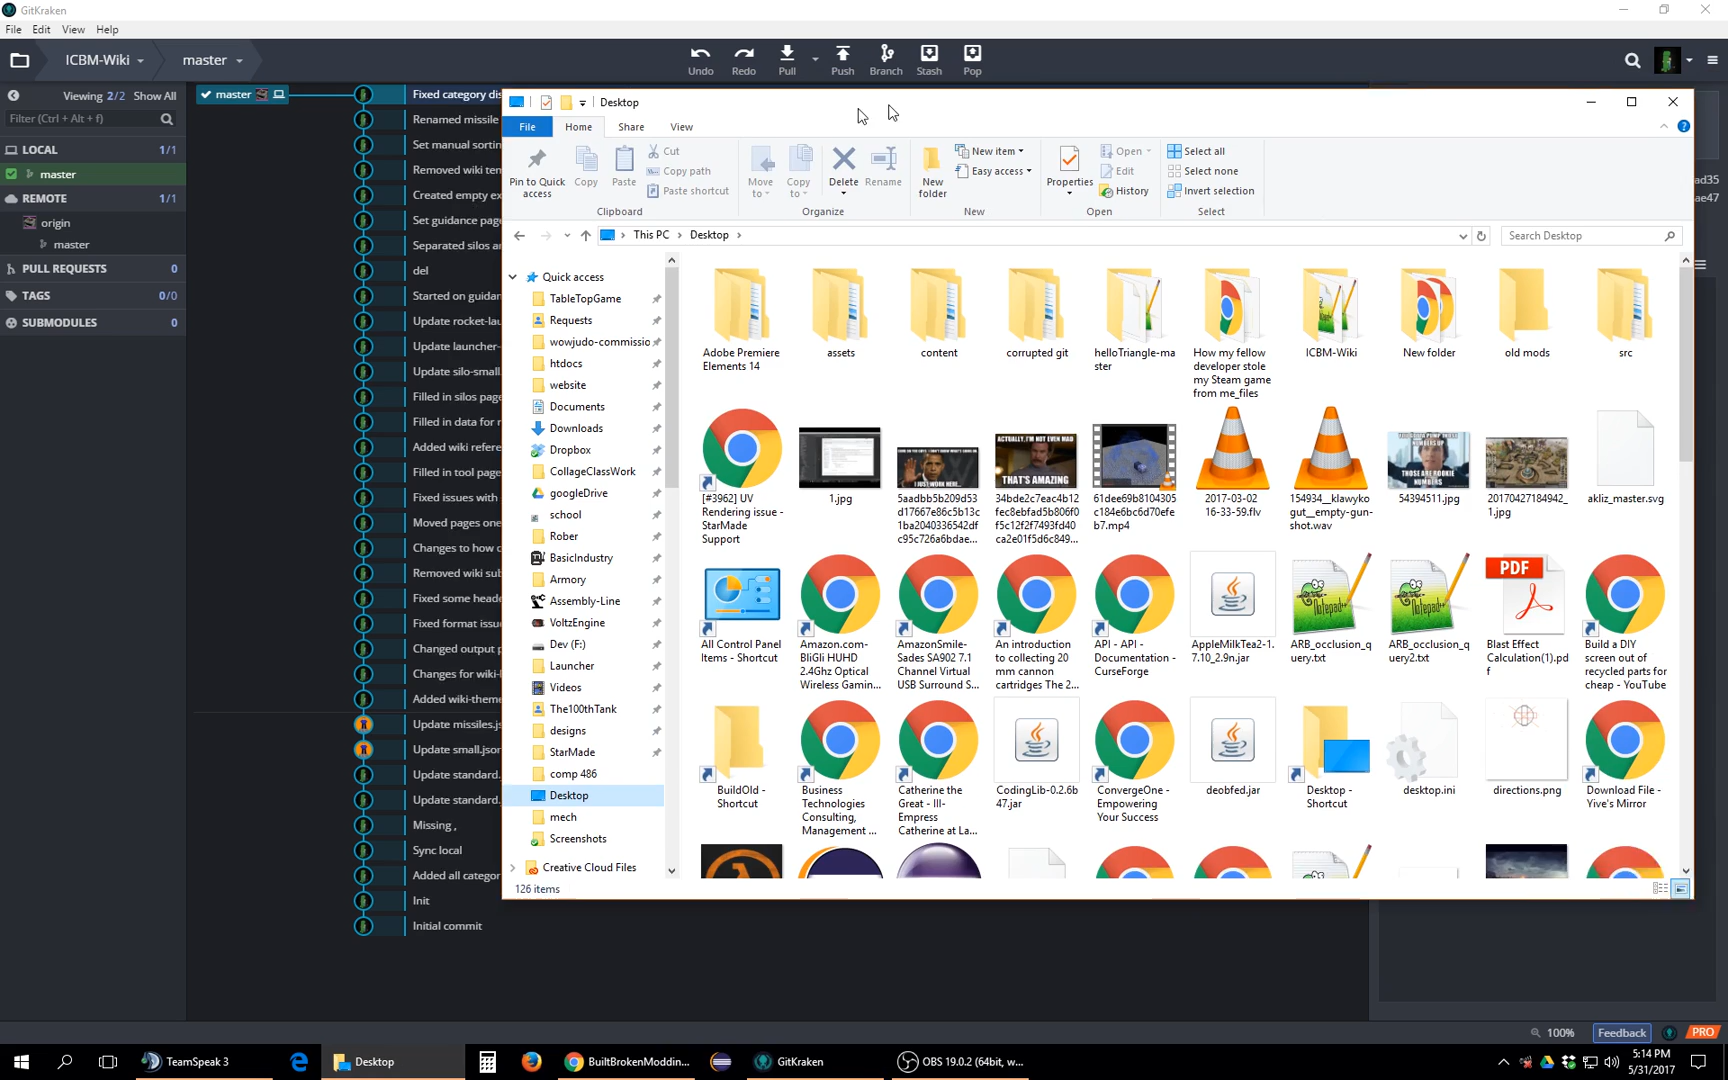 GitKraken
File Edit View Help
ICBM-Wiki master
Undo Redo Pull Push Branch Stash Pop
Viewing 2/2 Show All
Filter (Ctrl + Alt + f)
LOCAL 1/1
master
REMOTE 1/1
origin
master
PULL REQUESTS 0
TAGS 0/0
SUBMODULES 0
master
Fixed category dis
Renamed missile
Set manual sortin
Removed wiki tem
Created empty ex
Set guidance page
Separated silos ar
del
Started on guidan
Update rocket-lau
Update launcher-
Update silo-small.
Filled in silos page
Filled in data for r
Added wiki refere
Filled in tool page
Fixed issues with
Moved pages one
Changes to how c
Removed wiki sub
Fixed some heade
Fixed format issue
Changed output p
Changes for wiki-l
Added wiki-theme
Update missiles.js
Update small.json
Update standard.
Update standard.
Missing ,
Sync local
Added all categor
Init
Initial commit
ad35
ae47
Desktop
File Home Share View
Pin to Quick access
Copy
Paste
Cut
Copy path
Paste shortcut
Clipboard
Move to
Copy to
Delete
Rename
Organize
New folder
New item
Easy access
New
Properties
Open
Edit
History
Open
Select all
Select none
Invert selection
Select
This PC Desktop
Search Desktop
Quick access
TableTopGame
Requests
wowjudo-commissio
htdocs
website
Documents
Downloads
Dropbox
CollageClassWork
googleDrive
school
Rober
BasicIndustry
Armory
Assembly-Line
VoltzEngine
Dev (F:)
Launcher
Videos
The100thTank
designs
StarMade
comp 486
Desktop
mech
Screenshots
Creative Cloud Files
Adobe Premiere Elements 14
assets
content
corrupted git
helloTriangle-master
How my fellow developer stole my Steam game from me_files
ICBM-Wiki
New folder
old mods
src
[#3962] UV Rendering issue - StarMade Support
1.jpg
5aadbb5b209d53d17667e86c5b13c1ba2040336542dfc95c726a6bdae...
34bde2c7eac4b12fec8ebfad5b806f0f5c12f2f7493fd40ca2e01f5d6c849...
ACTUALLY, I'M NOT EVEN MAD
THAT'S AMAZING
61dee69b8104305c184e6bc6d70efeb7.mp4
2017-03-02 16-33-59.flv
154934__klawykogut__empty-gun-shot.wav
THOSE ARE ROOKIE NUMBERS
54394511.jpg
20170427184942_1.jpg
akliz_master.svg
All Control Panel Items - Shortcut
Amazon.com- BliGli HUHD 2.4Ghz Optical Wireless Gamin...
AmazonSmile- Sades SA902 7.1 Channel Virtual USB Surround S...
An introduction to collecting 20 mm cannon cartridges The 2...
API - API - Documentation - CurseForge
AppleMilkTea2-1.7.10_2.9n.jar
ARB_occlusion_query.txt
ARB_occlusion_query2.txt
PDF
Blast Effect Calculation(1).pdf
Build a DIY screen out of recycled parts for cheap - YouTube
BuildOld - Shortcut
Business Technologies Consulting, Management ...
Catherine the Great - III- Empress Catherine at La...
CodingLib-0.2.6b47.jar
ConvergeOne - Empowering Your Success
deobfed.jar
Desktop - Shortcut
desktop.ini
directions.png
Download File - Yive's Mirror
126 items
100% Feedback PRO
TeamSpeak 3
Desktop
BuiltBrokenModdin...
GitKraken
OBS 19.0.2 (64bit, w...
5:14 PM
5/31/2017